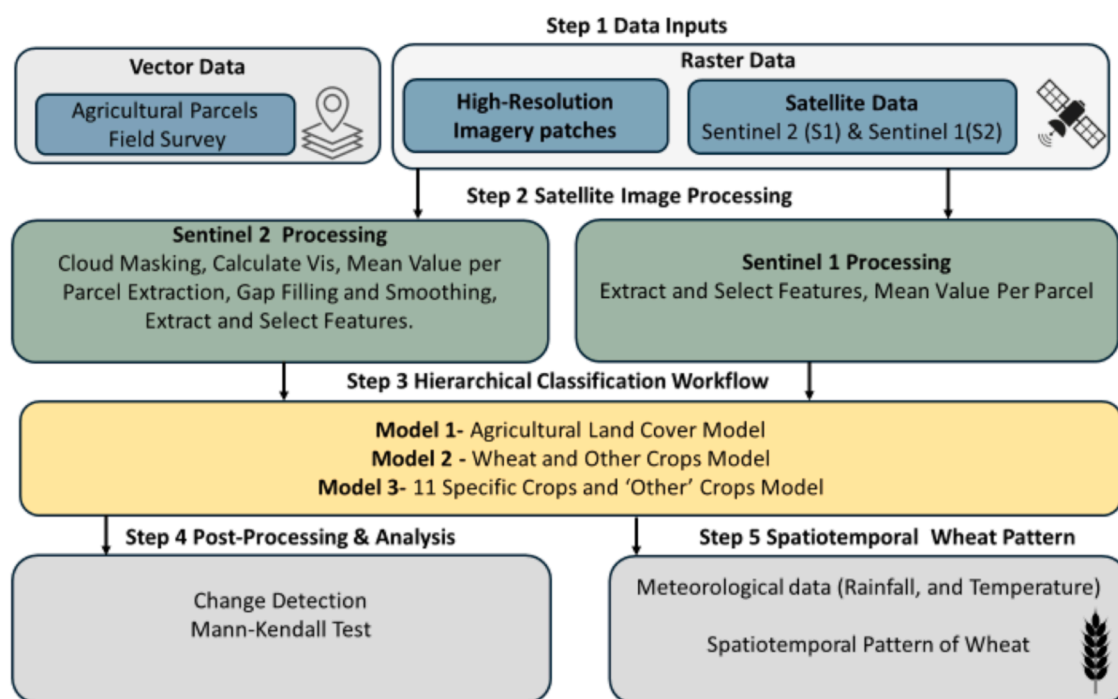 Step 1 Data Inputs
Vector Data
Agricultural Parcels
Field Survey
Raster Data
High-Resolution
Imagery patches
Satellite Data
Sentinel 2 (S1) & Sentinel 1(S2)
Step 2 Satellite Image Processing
Sentinel 2 Processing
Cloud Masking, Calculate Vis, Mean Value per
Parcel Extraction, Gap Filling and Smoothing,
Extract and Select Features.
Sentinel 1 Processing
Extract and Select Features, Mean Value Per Parcel
Step 3 Hierarchical Classification Workflow
Model 1- Agricultural Land Cover Model
Model 2 - Wheat and Other Crops Model
Model 3- 11 Specific Crops and ‘Other’ Crops Model
Step 4 Post-Processing & Analysis
Change Detection
Mann-Kendall Test
Step 5 Spatiotemporal Wheat Pattern
Meteorological data (Rainfall, and Temperature)
Spatiotemporal Pattern of Wheat